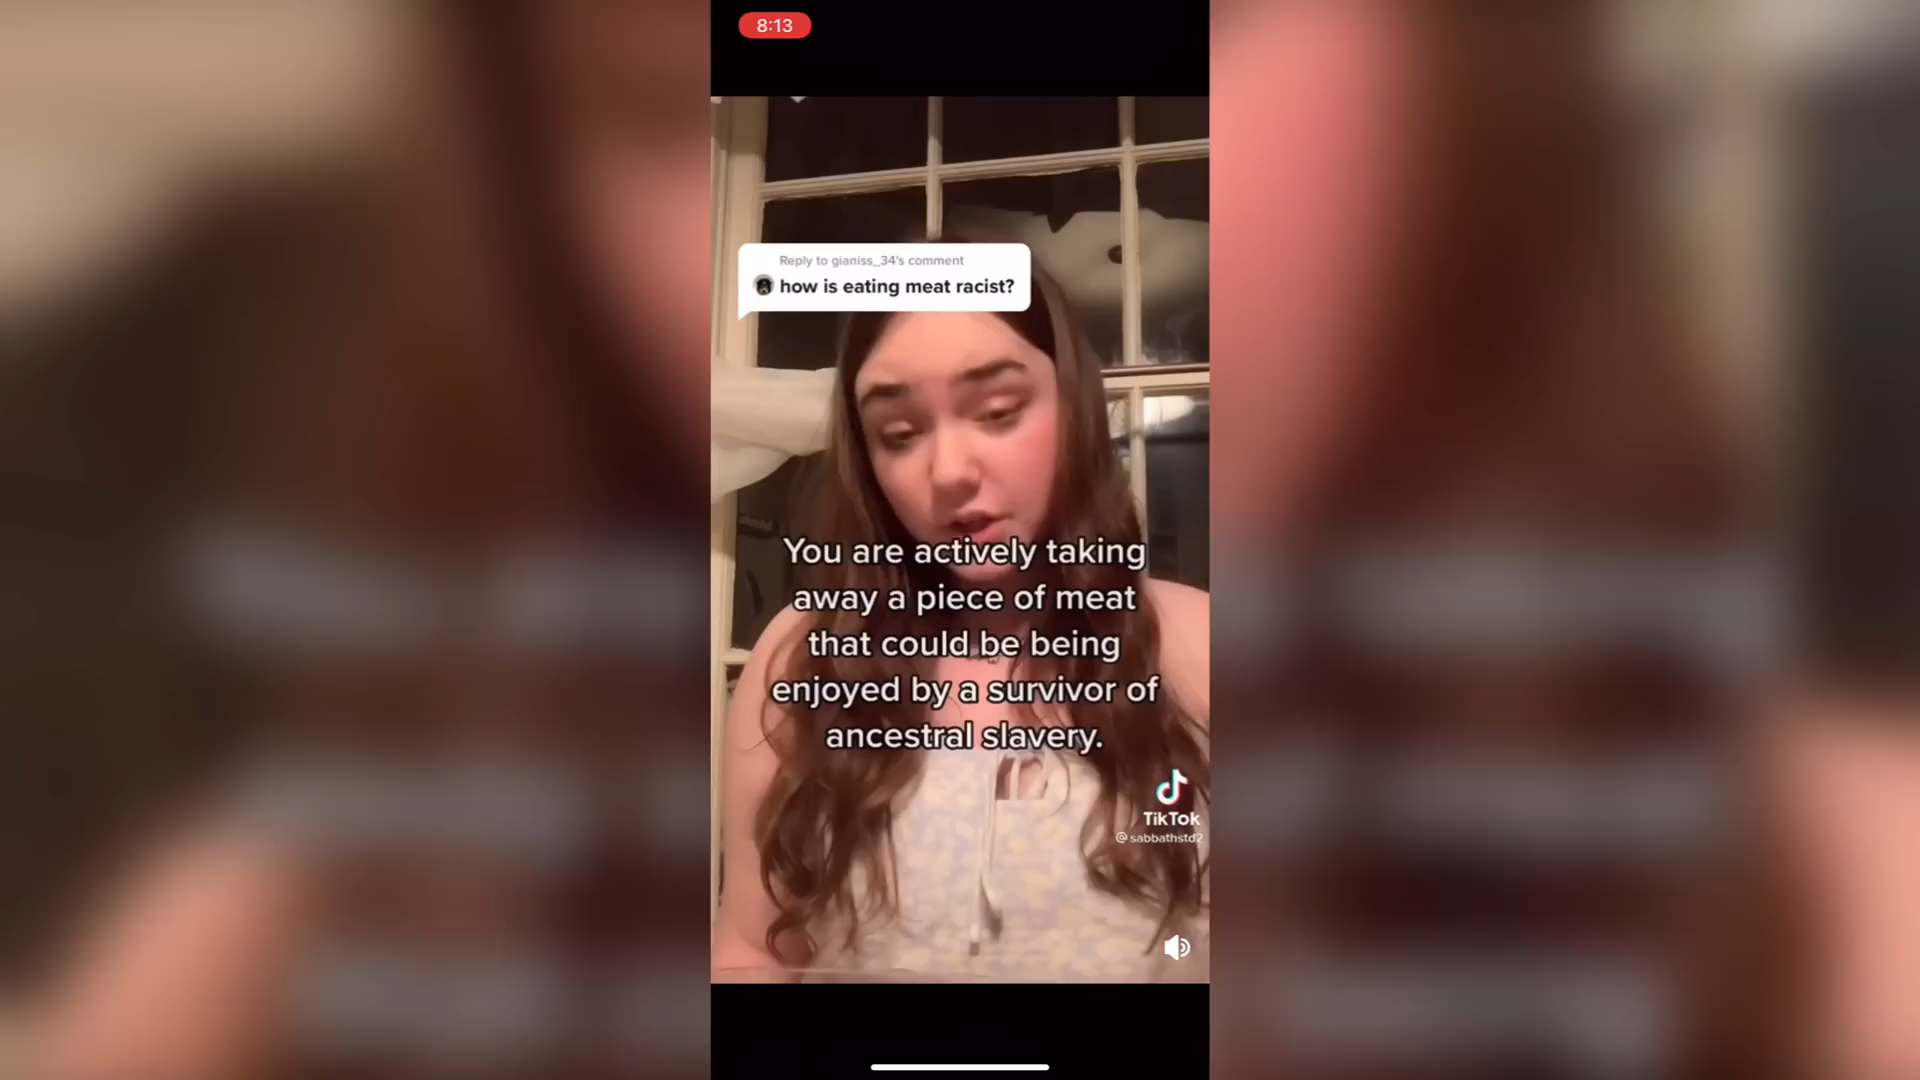 8:13
Reply to gianiss_34's comment
how is eating meat racist?
You are actively taking
away a piece of meat
that could be being
enjoyed by a survivor of
ancestral slavery.
TikTok
@sabbathstd2